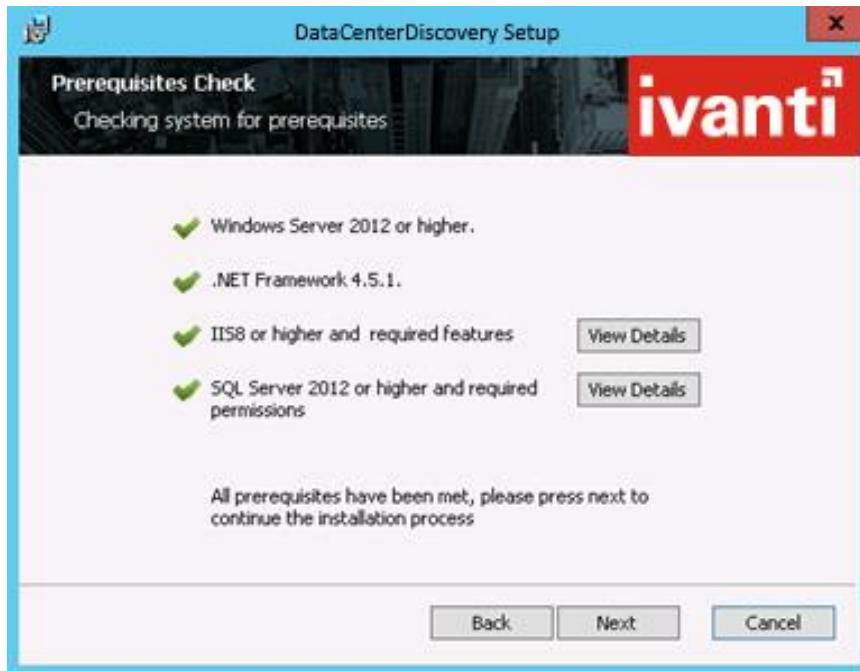 DataCenterDiscovery Setup
x
Prerequisites Check
Checking system for prerequisites
ivanti
Windows Server 2012 or higher.
.NET Framework 4.5.1.
IIS8 or higher and required features
View Details
SQL Server 2012 or higher and required
permissions
View Details
All prerequisites have been met, please press next to
continue the installation process
Back
Next
Cancel